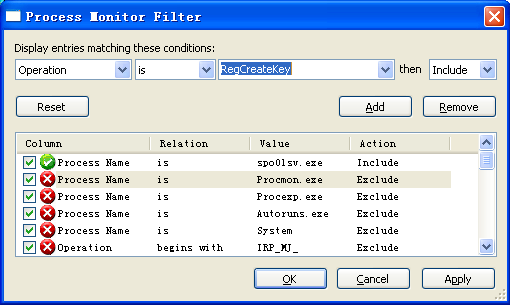 Process Monitor Filter
Display entries matching these conditions:
Operation is RegCreateKey then Include
Reset Add Remove
Column Relation Value Action
Process Name is spo0lsv.exe Include
Process Name is Procmon.exe Exclude
Process Name is Procexp.exe Exclude
Process Name is Autoruns.exe Exclude
Process Name is System Exclude
Operation begins with IRP_MJ_ Exclude
OK Cancel Apply